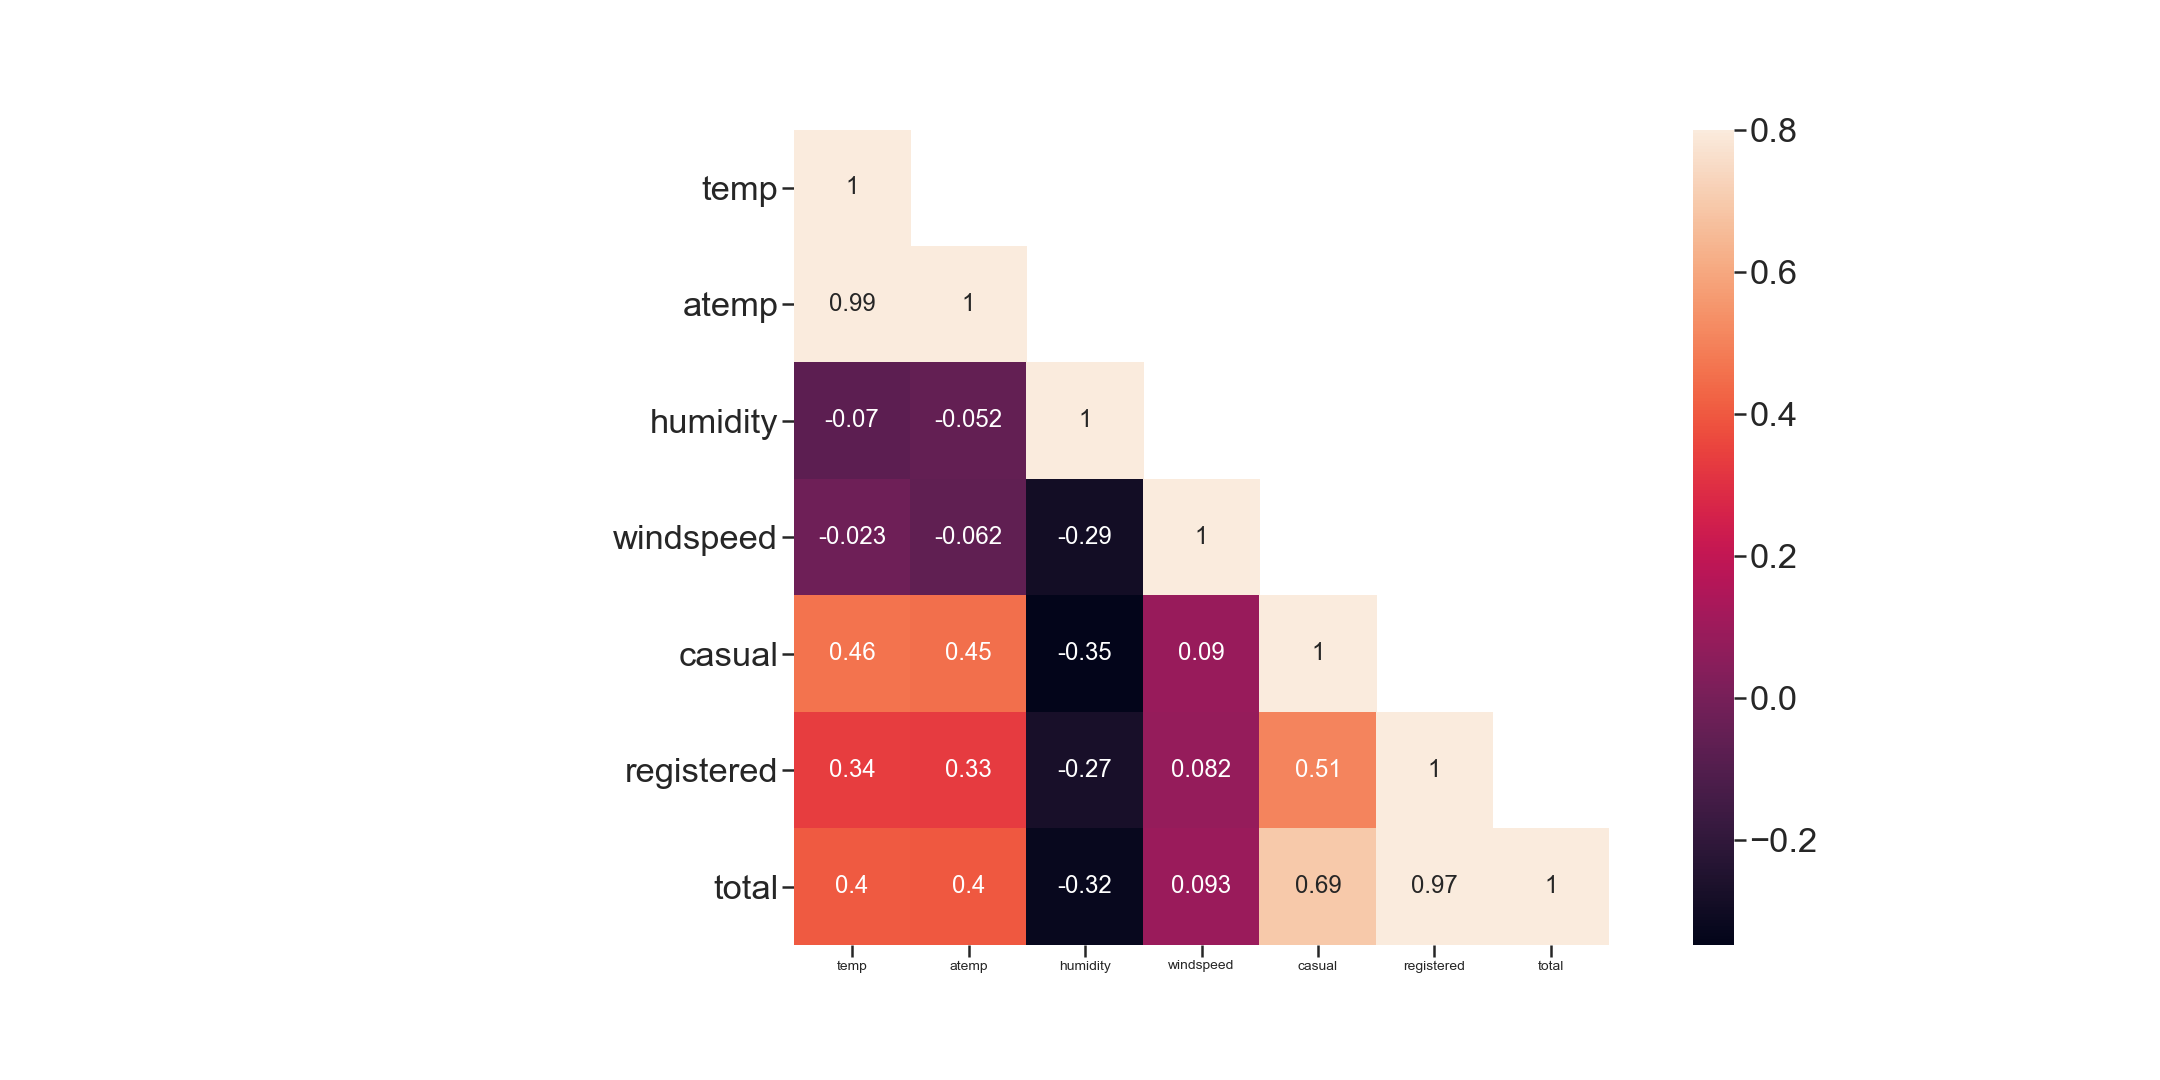 temp 1
atemp 0.99 1
humidity -0.07 -0.052 1
windspeed -0.023 -0.062 -0.29 1
casual 0.46 0.45 -0.35 0.09 1
registered 0.34 0.33 -0.27 0.082 0.51 1
total 0.4 0.4 -0.32 0.093 0.69 0.97 1
temp atemp humidity windspeed casual registered total
0.8
0.6
0.4
0.2
0.0
−0.2